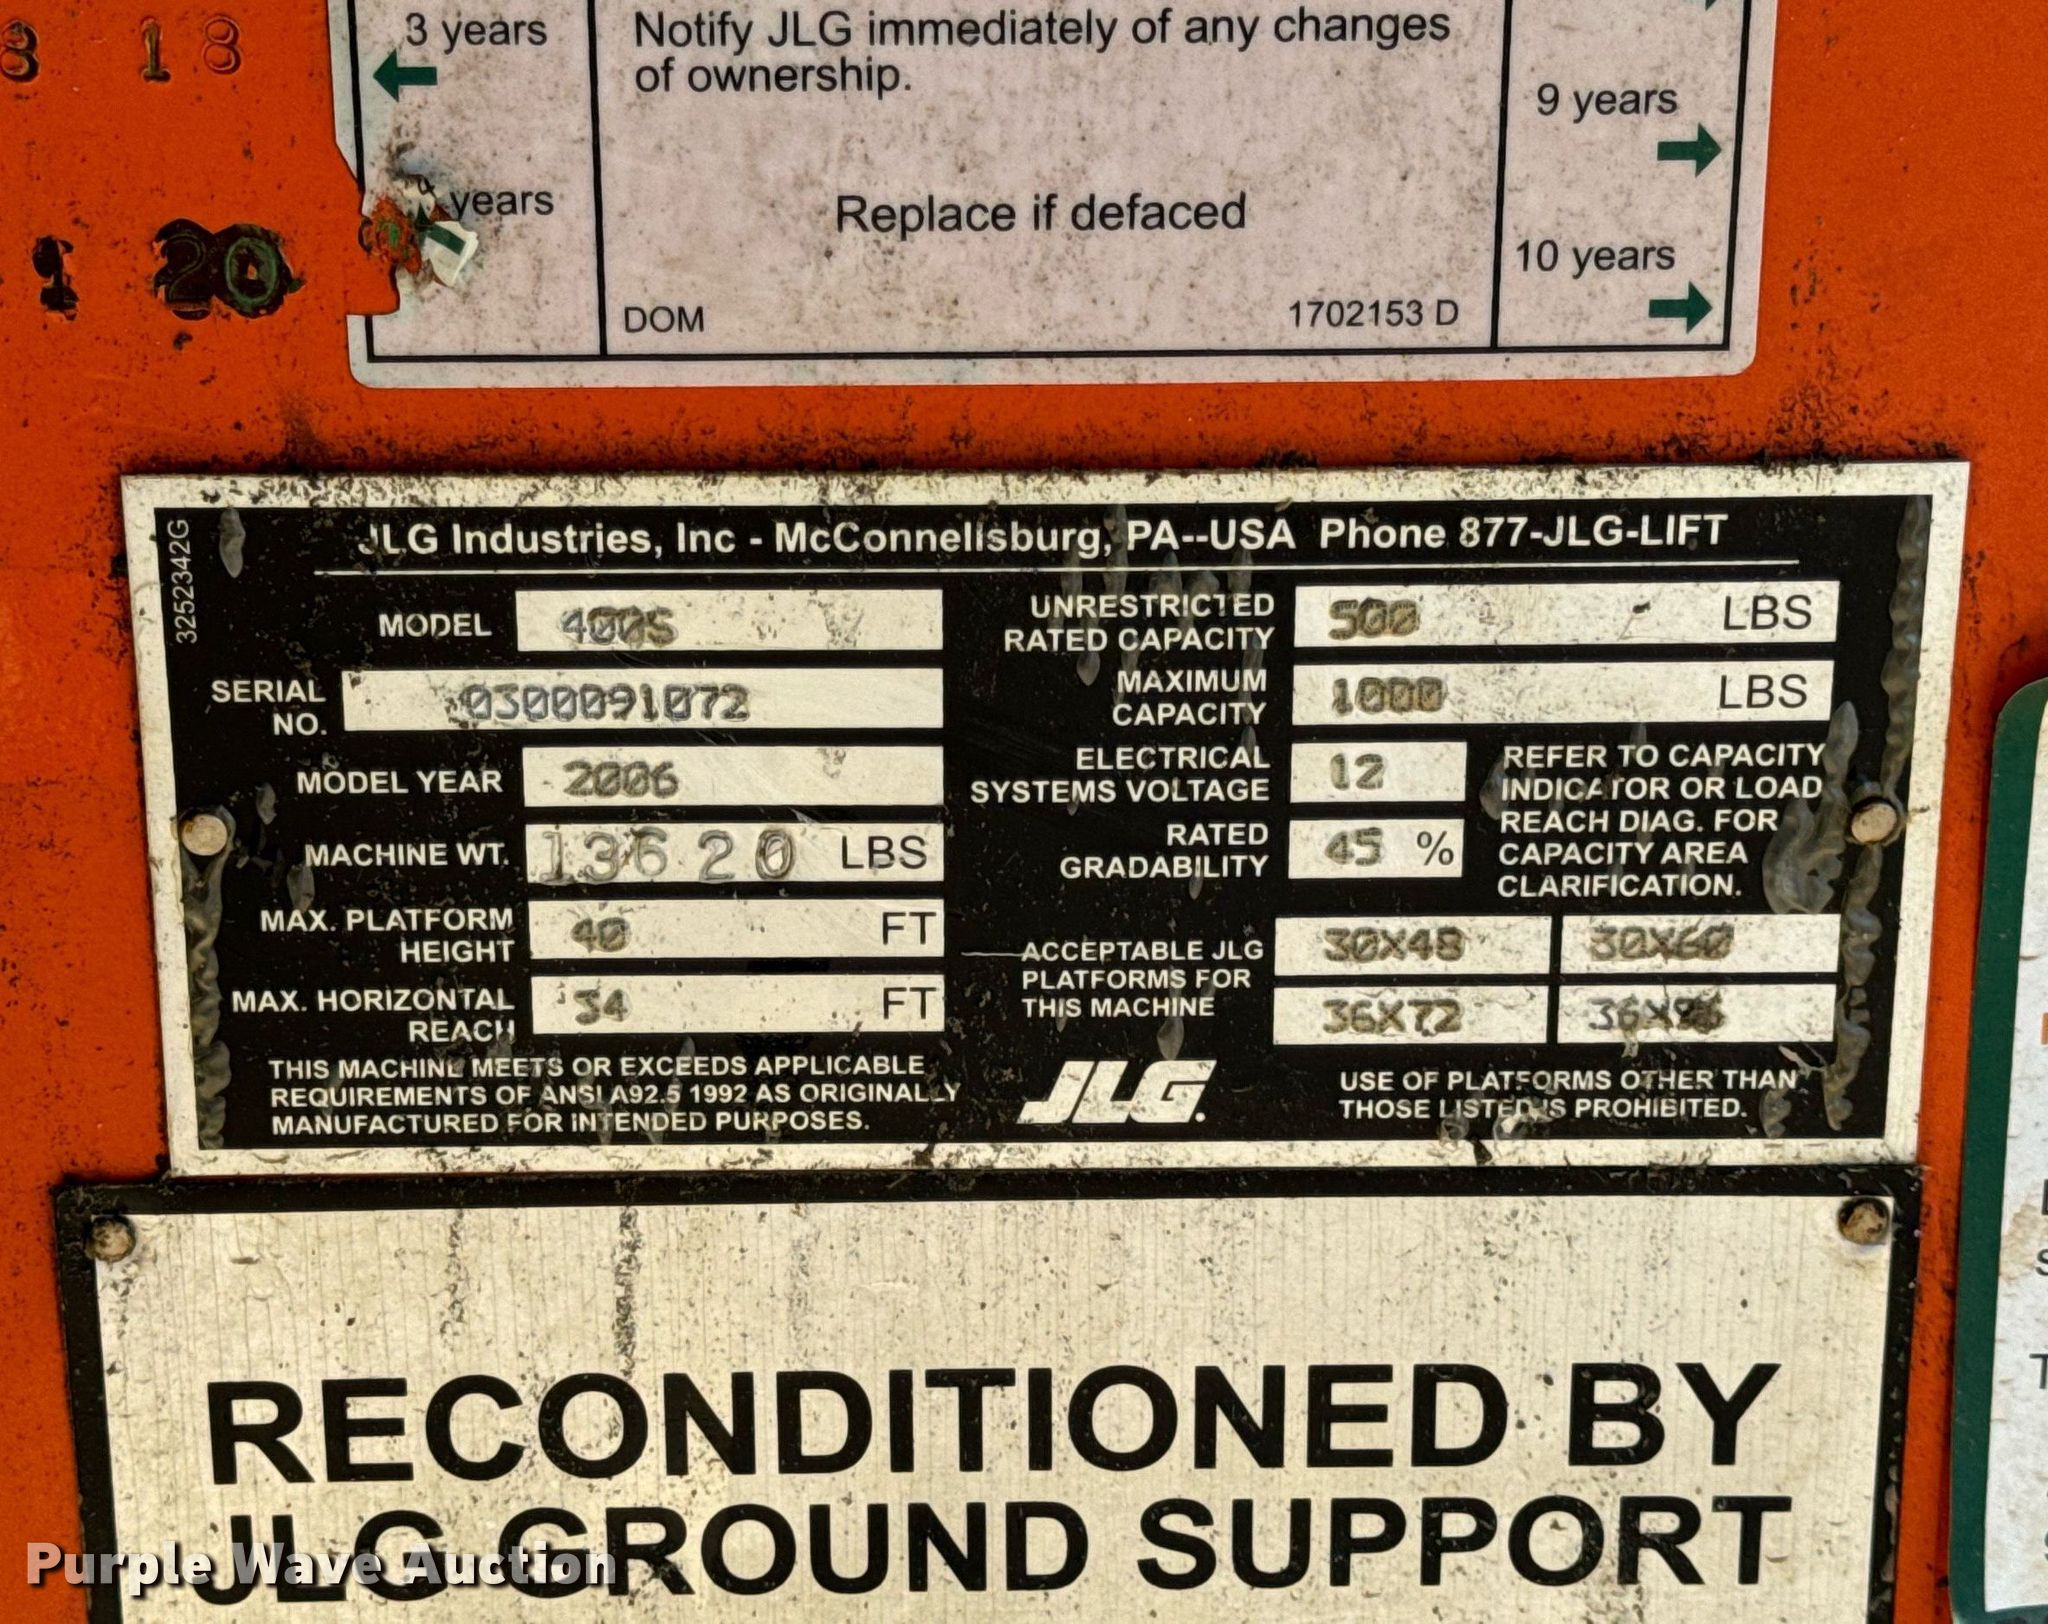 3 years
Notify JLG immediately of any changes
of ownership.
9 years
18
4 years
Replace if defaced
10 years
1 20
DOM
1702153 D
3252342G
JLG Industries, Inc - McConnellsburg, PA--USA Phone 877-JLG-LIFT
MODEL 400S
SERIAL NO. 0300091072
MODEL YEAR 2006
MACHINE WT. 13620 LBS
MAX. PLATFORM HEIGHT 40 FT
MAX. HORIZONTAL REACH 34 FT
THIS MACHINE MEETS OR EXCEEDS APPLICABLE
REQUIREMENTS OF ANSI A92.5 1992 AS ORIGINALLY
MANUFACTURED FOR INTENDED PURPOSES.
UNRESTRICTED RATED CAPACITY 500 LBS
MAXIMUM CAPACITY 1000 LBS
ELECTRICAL SYSTEMS VOLTAGE 12
RATED GRADABILITY 45 %
REFER TO CAPACITY
INDICATOR OR LOAD
REACH DIAG. FOR
CAPACITY AREA
CLARIFICATION.
ACCEPTABLE JLG
PLATFORMS FOR
THIS MACHINE
30X48 30X60
36X72 36X96
JLG.
USE OF PLATFORMS OTHER THAN
THOSE LISTED IS PROHIBITED.
RECONDITIONED BY
JLG GROUND SUPPORT
Purple Wave Auction